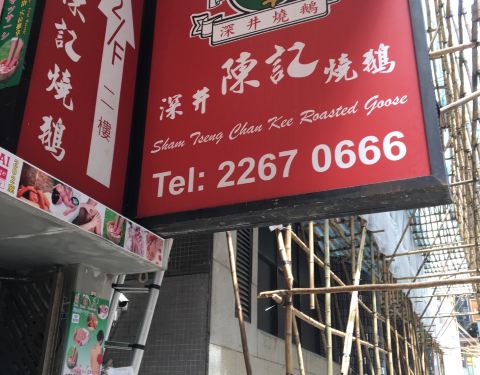 深井燒鵝
深井陳記燒鵝
Sham Tseng Chan Kee Roasted Goose
Tel: 2267 0666
陳記燒鵝
2/F 二樓